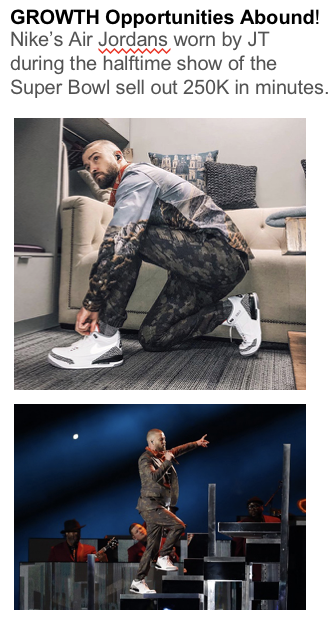 GROWTH Opportunities Abound!
Nike's Air Jordans worn by JT
during the halftime show of the
Super Bowl sell out 250K in minutes.